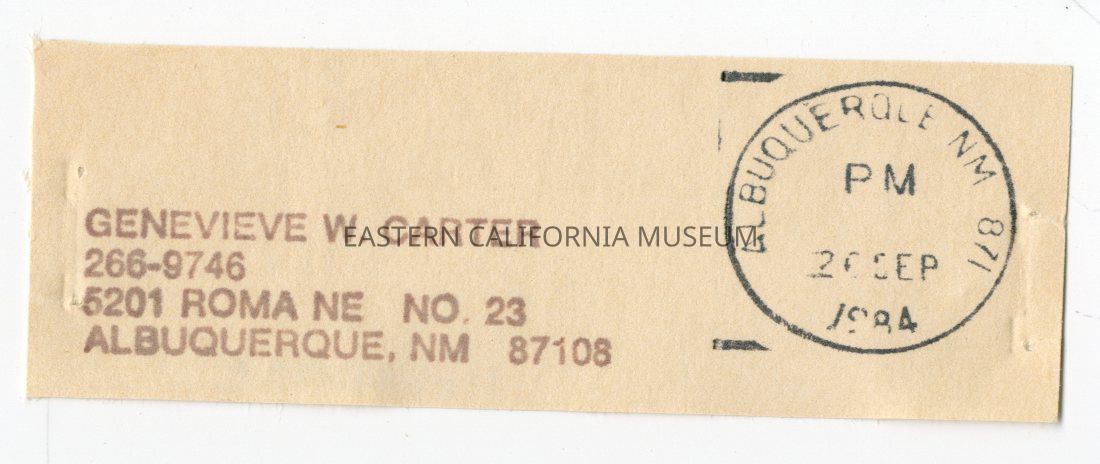 GENEVIEVE W. CARTER
266-9746
5201 ROMA NE NO. 23
ALBUQUERQUE, NM 87108
EASTERN CALIFORNIA MUSEUM
ALBUQUERQUE NM 871
PM
26 SEP
1984